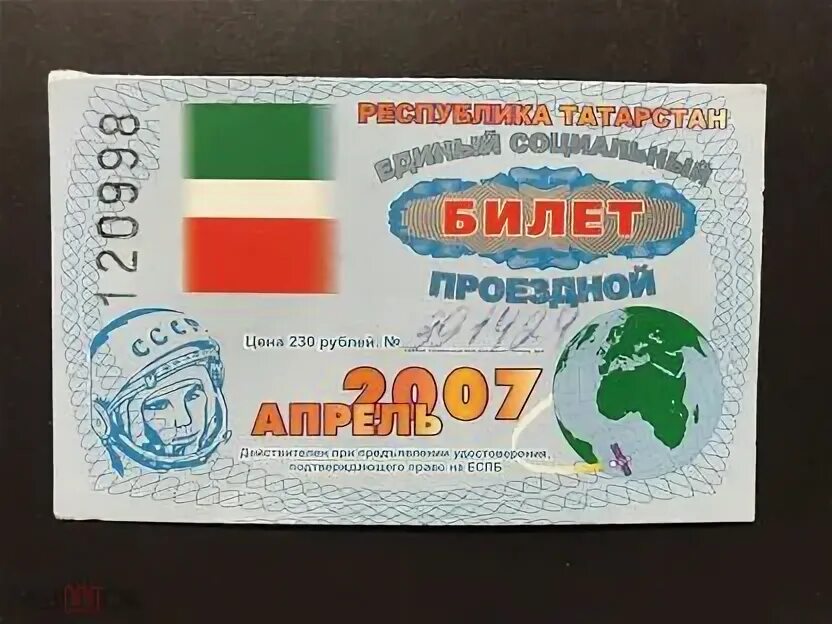 120998
РЕСПУБЛИКА ТАТАРСТАН
ЕДИНЫЙ СОЦИАЛЬНЫЙ
БИЛЕТ
ПРОЕЗДНОЙ
СССР
Цена 230 рублей. №
2007
АПРЕЛЬ
Действителен при предъявлении удостоверения,
подтверждающего право на ЕСПБ